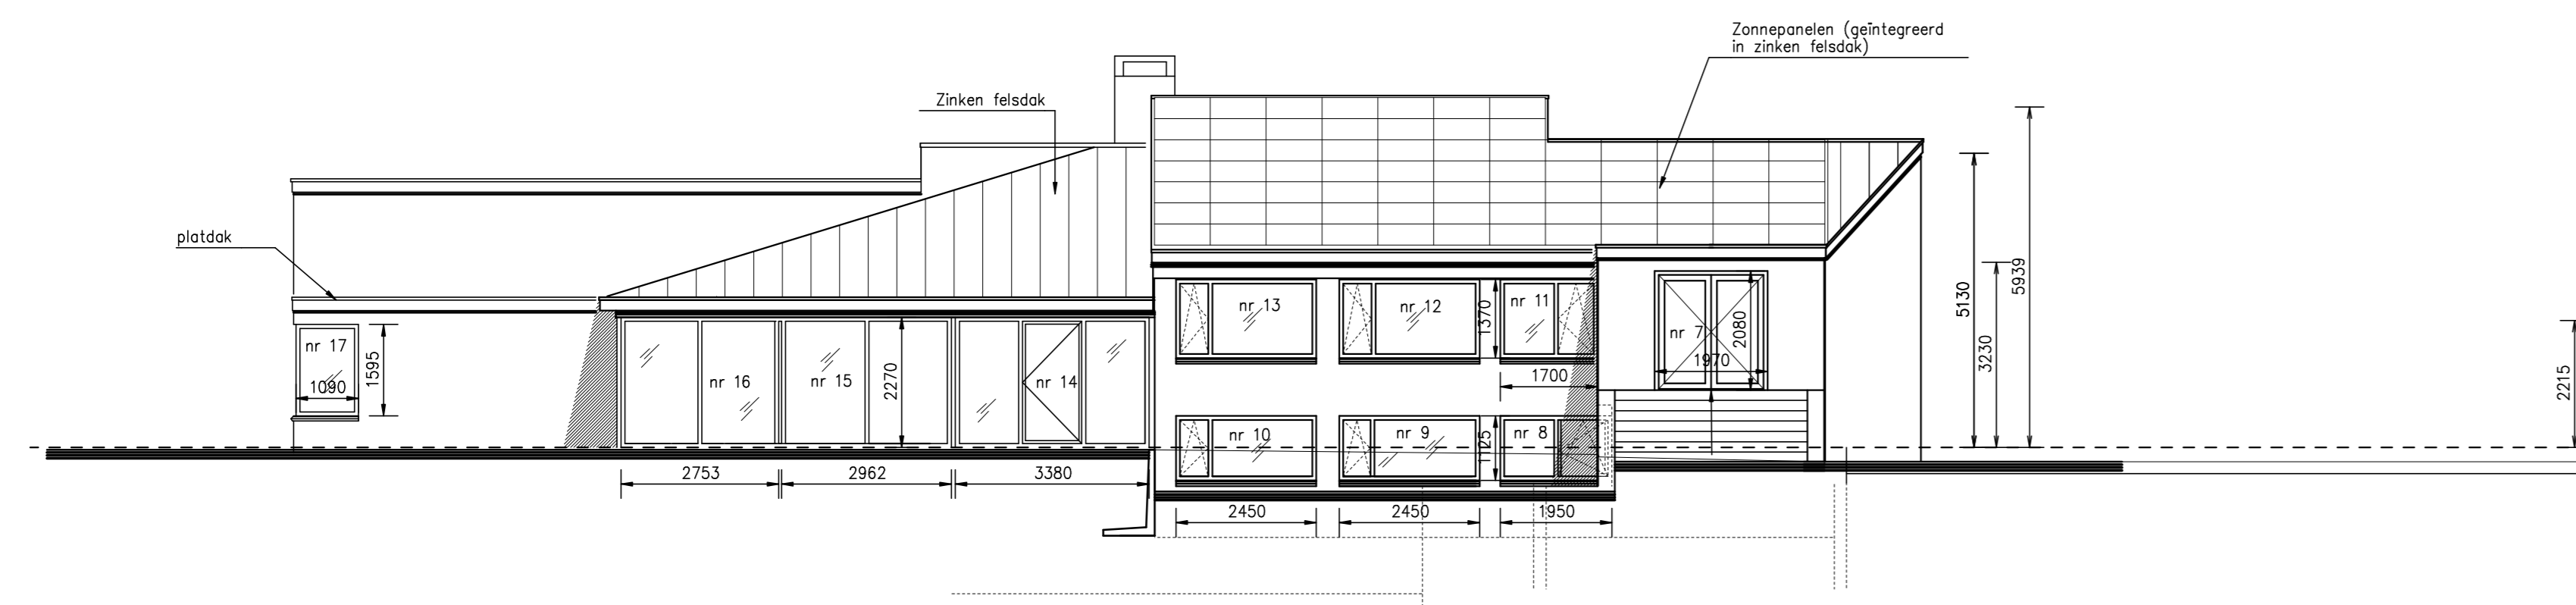 Zonnepanelen (geïntegreerd
in zinken felsdak)
Zinken felsdak
platdak
nr 17
1090
1595
nr 16
nr 15
2270
nr 14
nr 13
nr 12
1370
nr 11
nr 7
2080
1970
1700
nr 10
nr 9
1125
nr 8
5130
3230
5939
2215
2753
2962
3380
2450
2450
1950